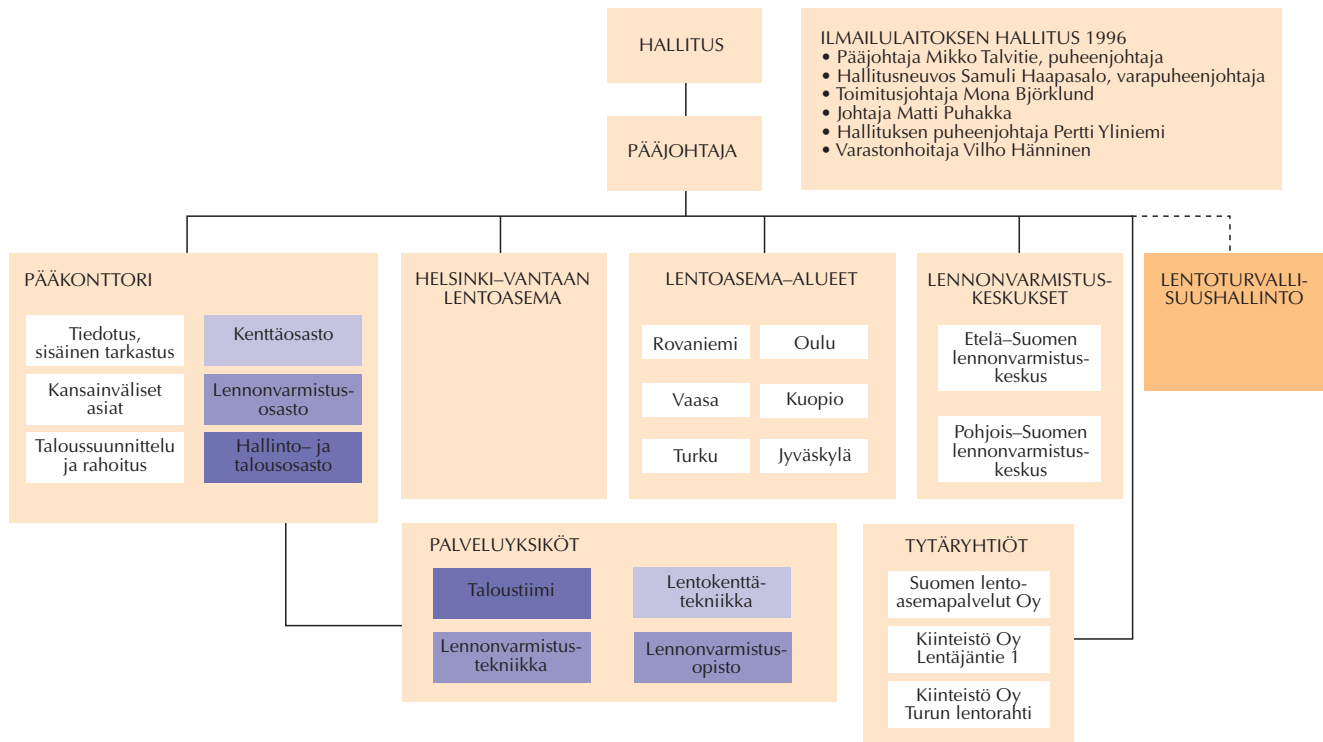 HALLITUS
PÄÄJOHTAJA
ILMAILULAITOKSEN HALLITUS 1996
• Pääjohtaja Mikko Talvitie, puheenjohtaja
• Hallitusneuvos Samuli Haapasalo, varapuheenjohtaja
• Toimitusjohtaja Mona Björklund
• Johtaja Matti Puhakka
• Hallituksen puheenjohtaja Pertti Yliniemi
• Varastonhoitaja Vilho Hänninen
PÄÄKONTTORI
Tiedotus,
sisäinen tarkastus
Kenttäosasto
Kansainväliset
asiat
Lennonvarmistus-
osasto
Taloussuunnittelu
ja rahoitus
Hallinto– ja
talousosasto
HELSINKI–VANTAAN
LENTOASEMA
LENTOASEMA–ALUEET
Rovaniemi
Oulu
Vaasa
Kuopio
Turku
Jyväskylä
LENNONVARMISTUS-
KESKUKSET
Etelä–Suomen
lennonvarmistus-
keskus
Pohjois–Suomen
lennonvarmistus-
keskus
LENTOTURVALLI-
SUUSHALLINTO
PALVELUYKSIKÖT
Taloustiimi
Lentokenttä-
tekniikka
Lennonvarmistus-
tekniikka
Lennonvarmistus-
opisto
TYTÄRYHTIÖT
Suomen lento-
asemapalvelut Oy
Kiinteistö Oy
Lentäjäntie 1
Kiinteistö Oy
Turun lentorahti